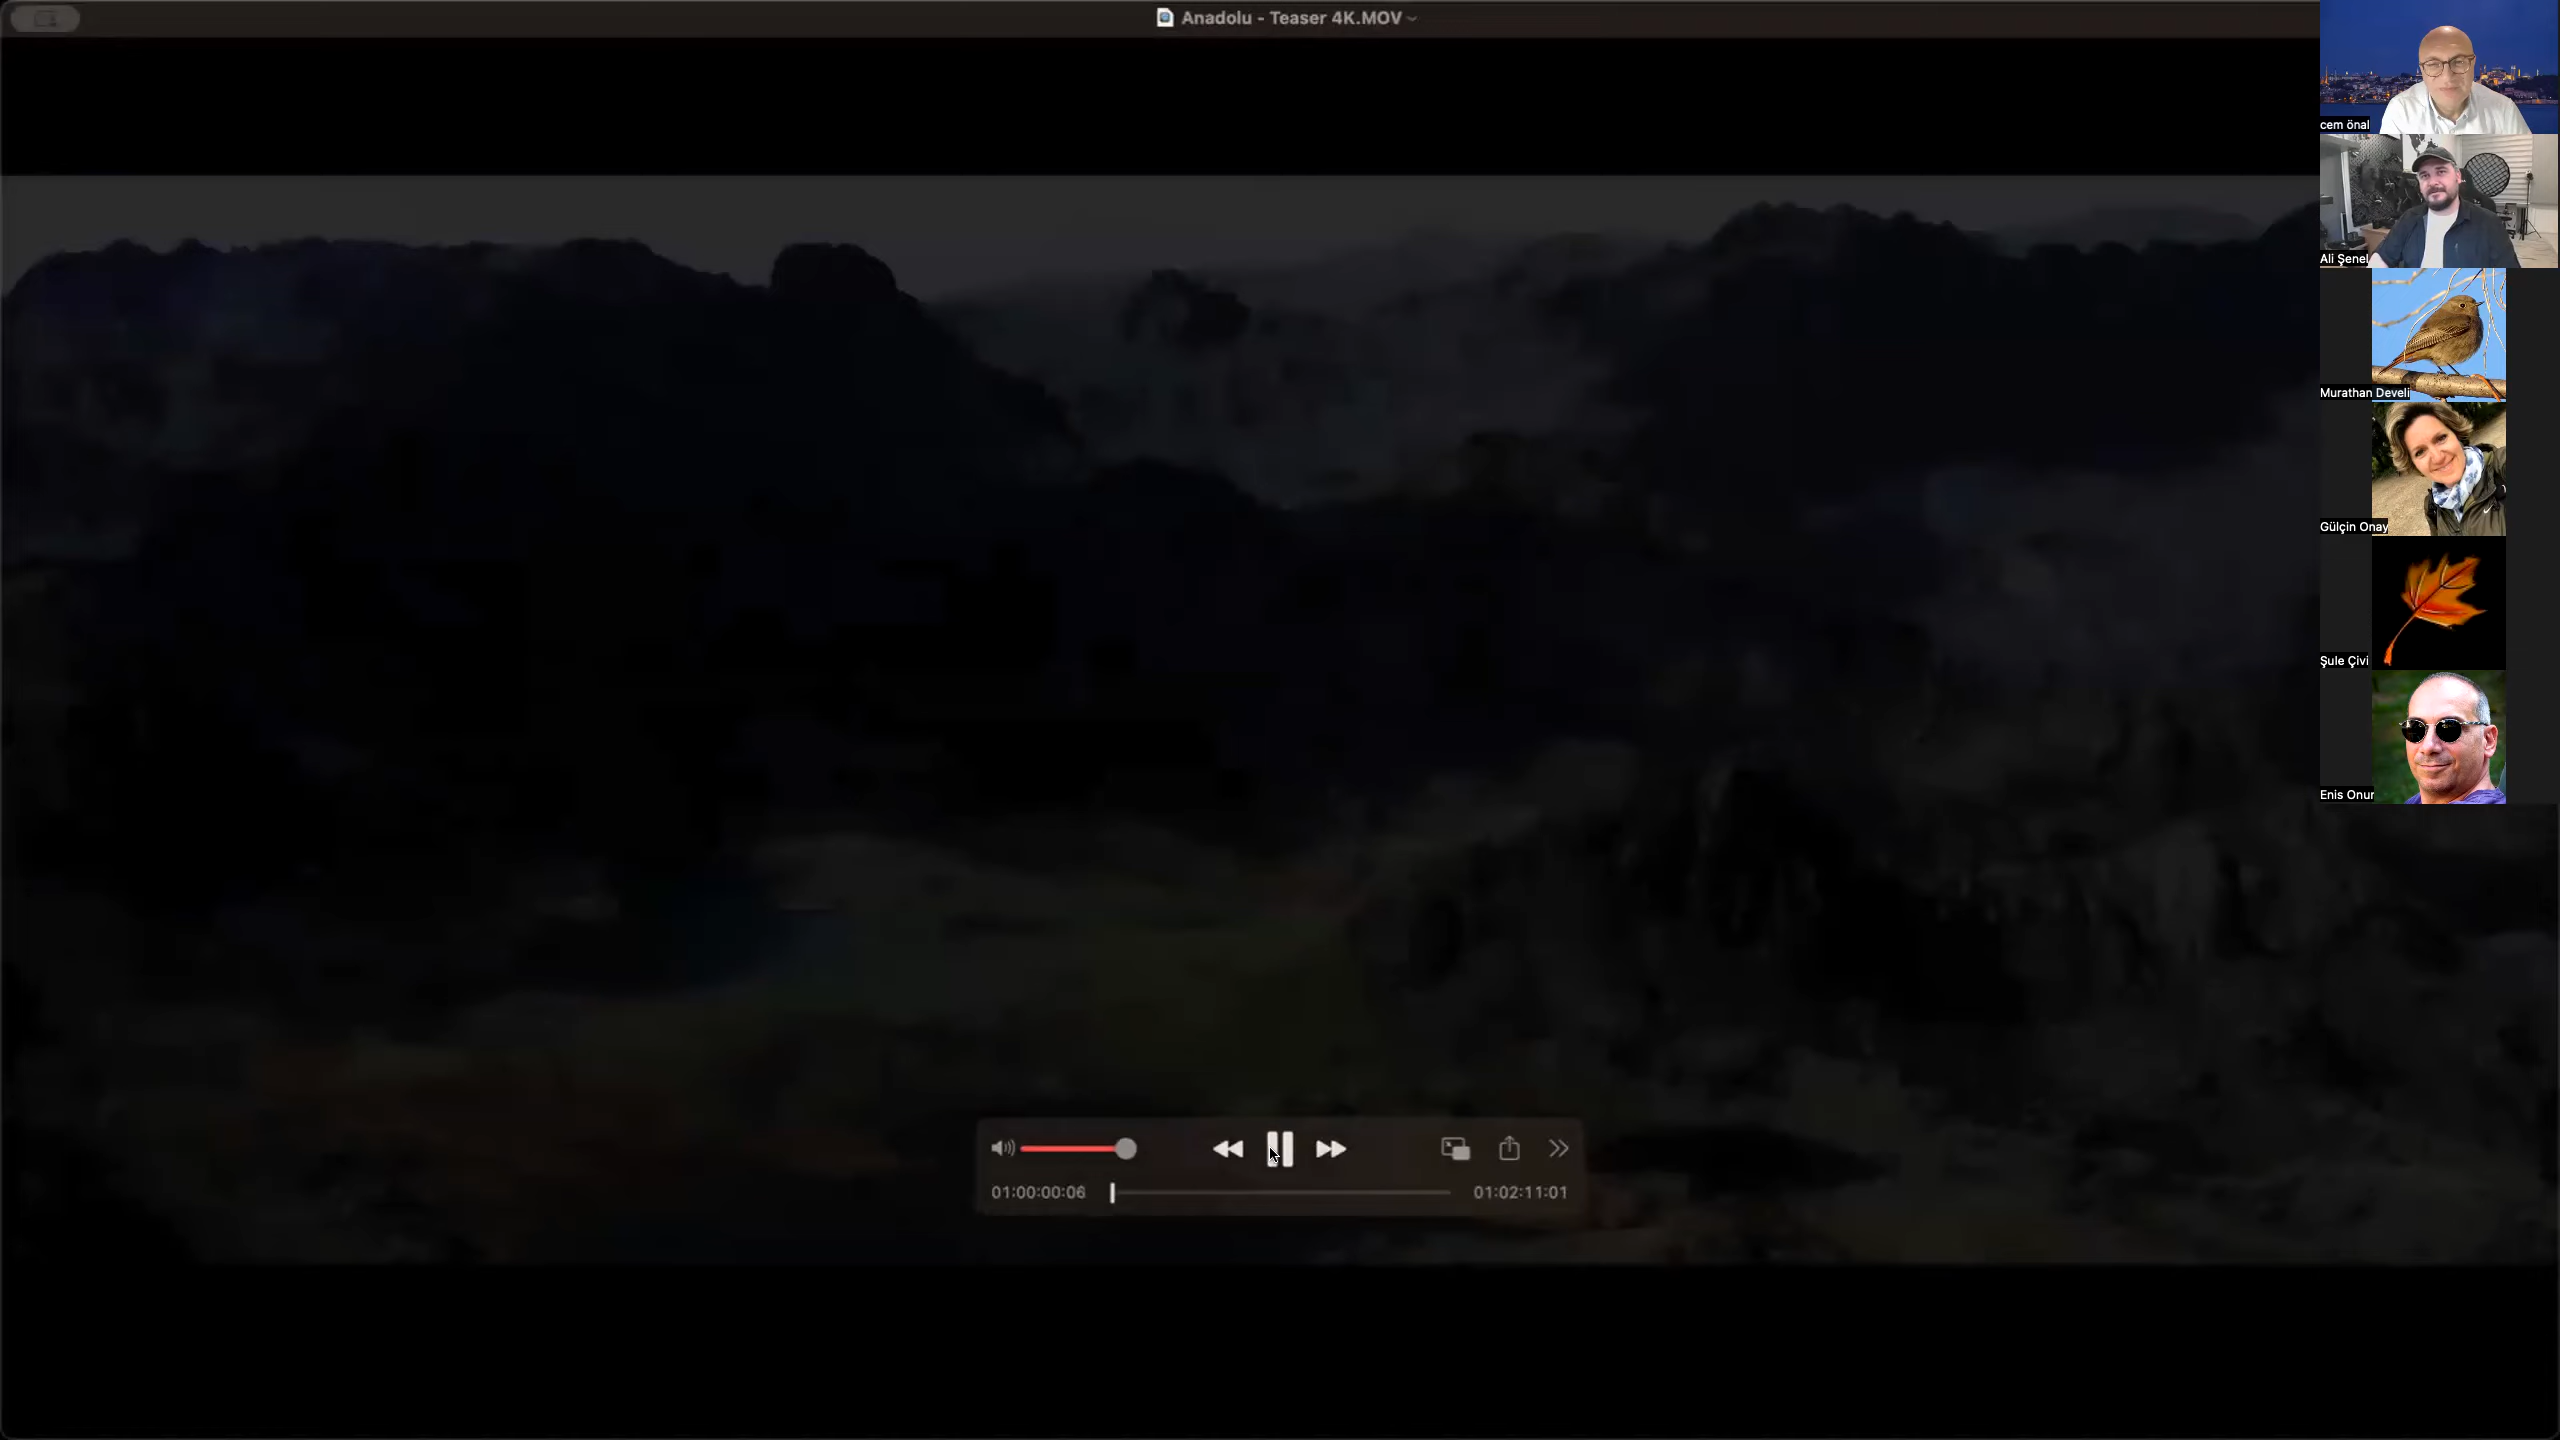 Anadolu - Teaser 4K.MOV
cem önal
Ali Şenel
Murathan Develi
Gülçin Onay
Şule Çivi
Enis Onur
01:00:00:06
01:02:11:01